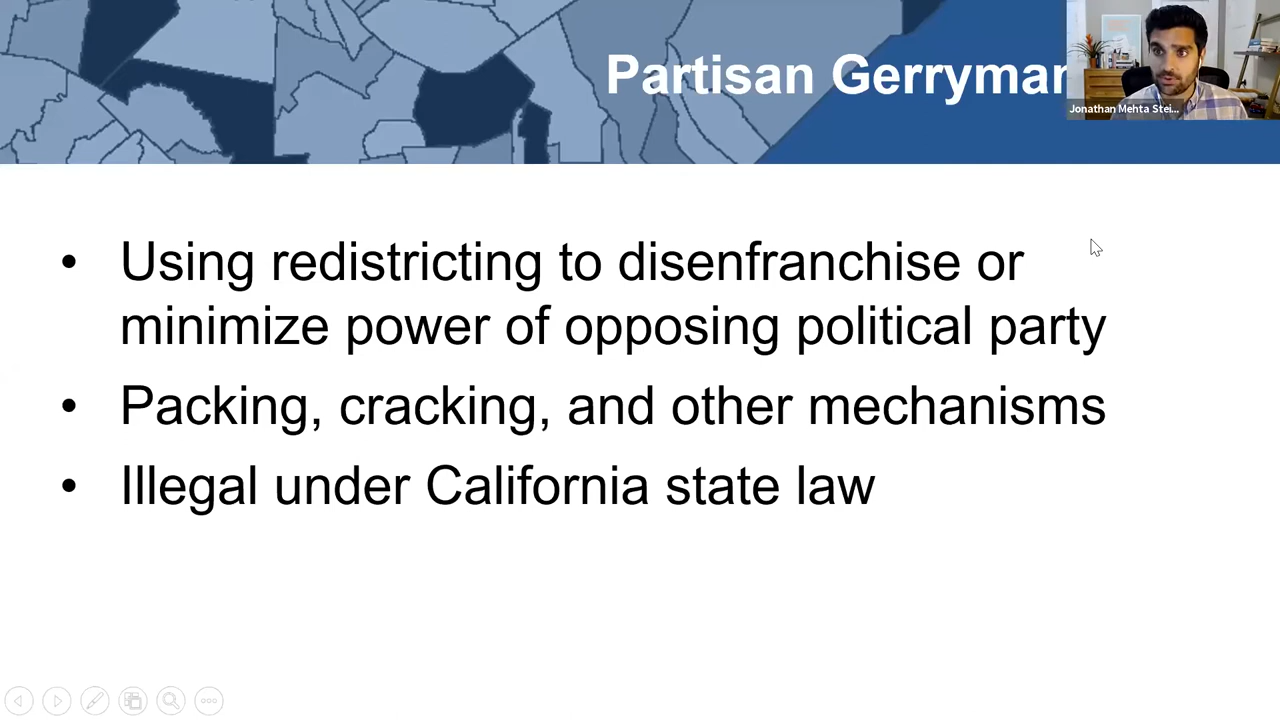 Partisan Gerryman
Jonathan Mehta Stei...
• Using redistricting to disenfranchise or
minimize power of opposing political party
• Packing, cracking, and other mechanisms
• Illegal under California state law